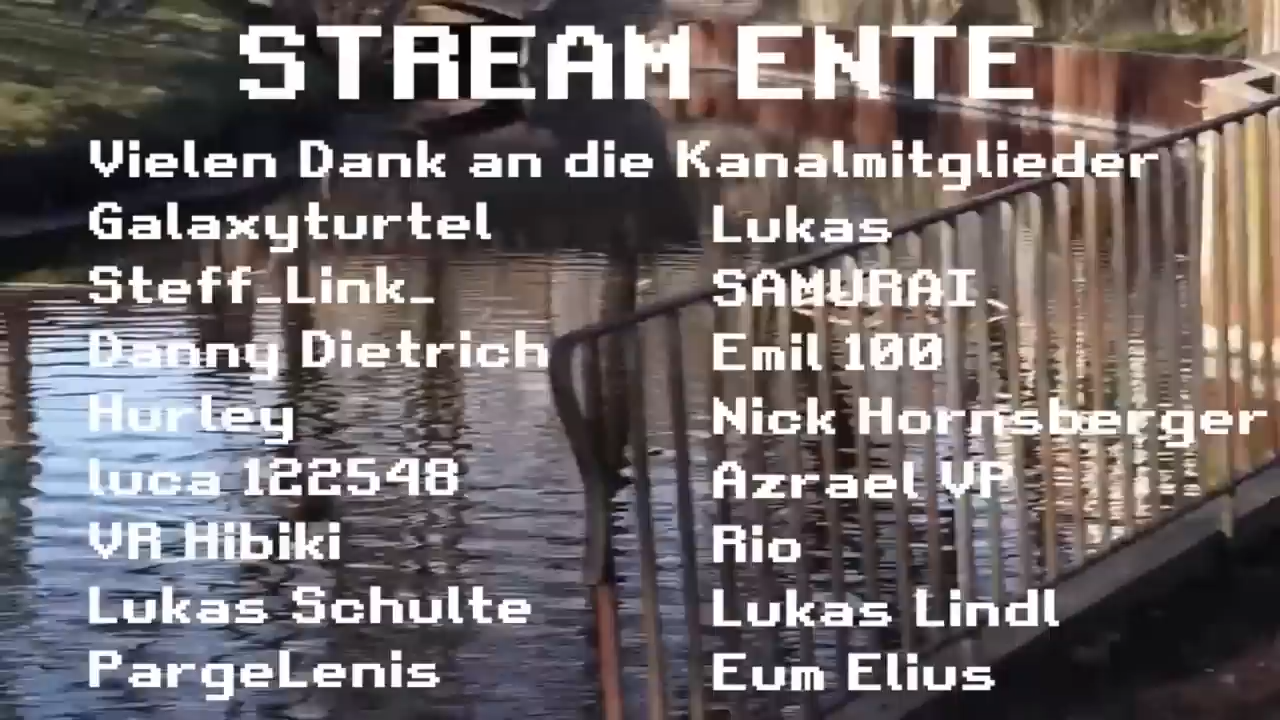 STREAM ENTE
Vielen Dank an die Kanalmitglieder
Galaxyturtel
Steff_Link_
Danny Dietrich
Hurley
luca 122548
VR Hibiki
Lukas Schulte
PargeLenis
Lukas
SAMURAI
Emil 100
Nick Hornsberger
Azrael VP
Rio
Lukas Lindl
Eum Elius